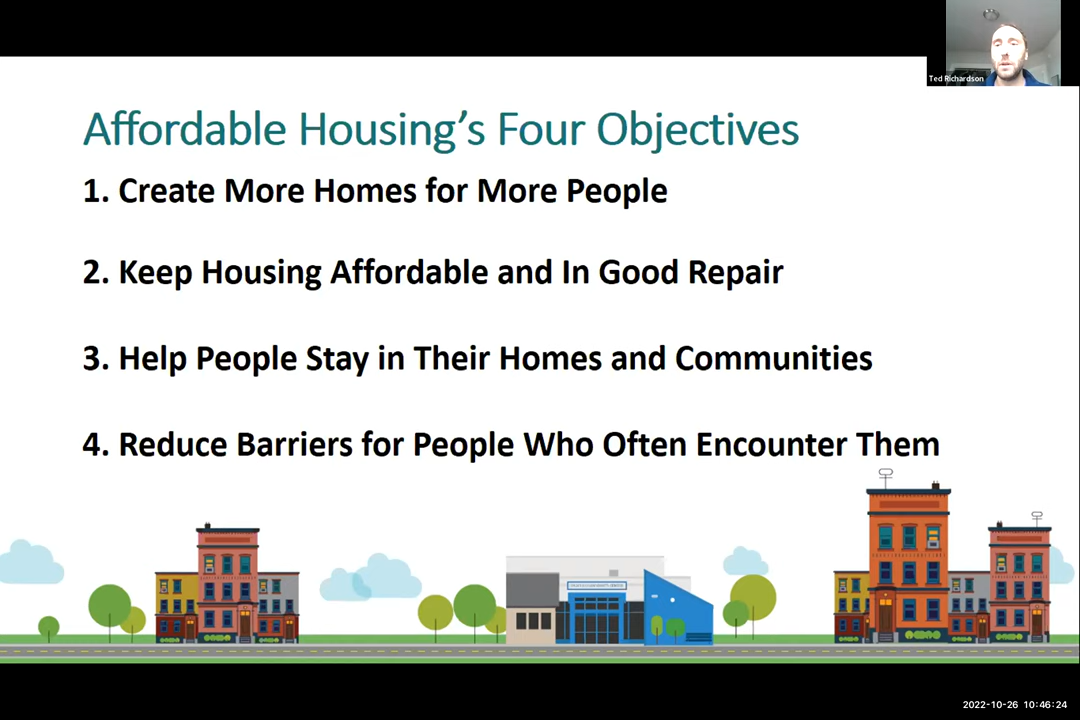 Ted Richardson
Affordable Housing's Four Objectives
1. Create More Homes for More People
2. Keep Housing Affordable and In Good Repair
3. Help People Stay in Their Homes and Communities
4. Reduce Barriers for People Who Often Encounter Them
2022-10-26 10:46:24